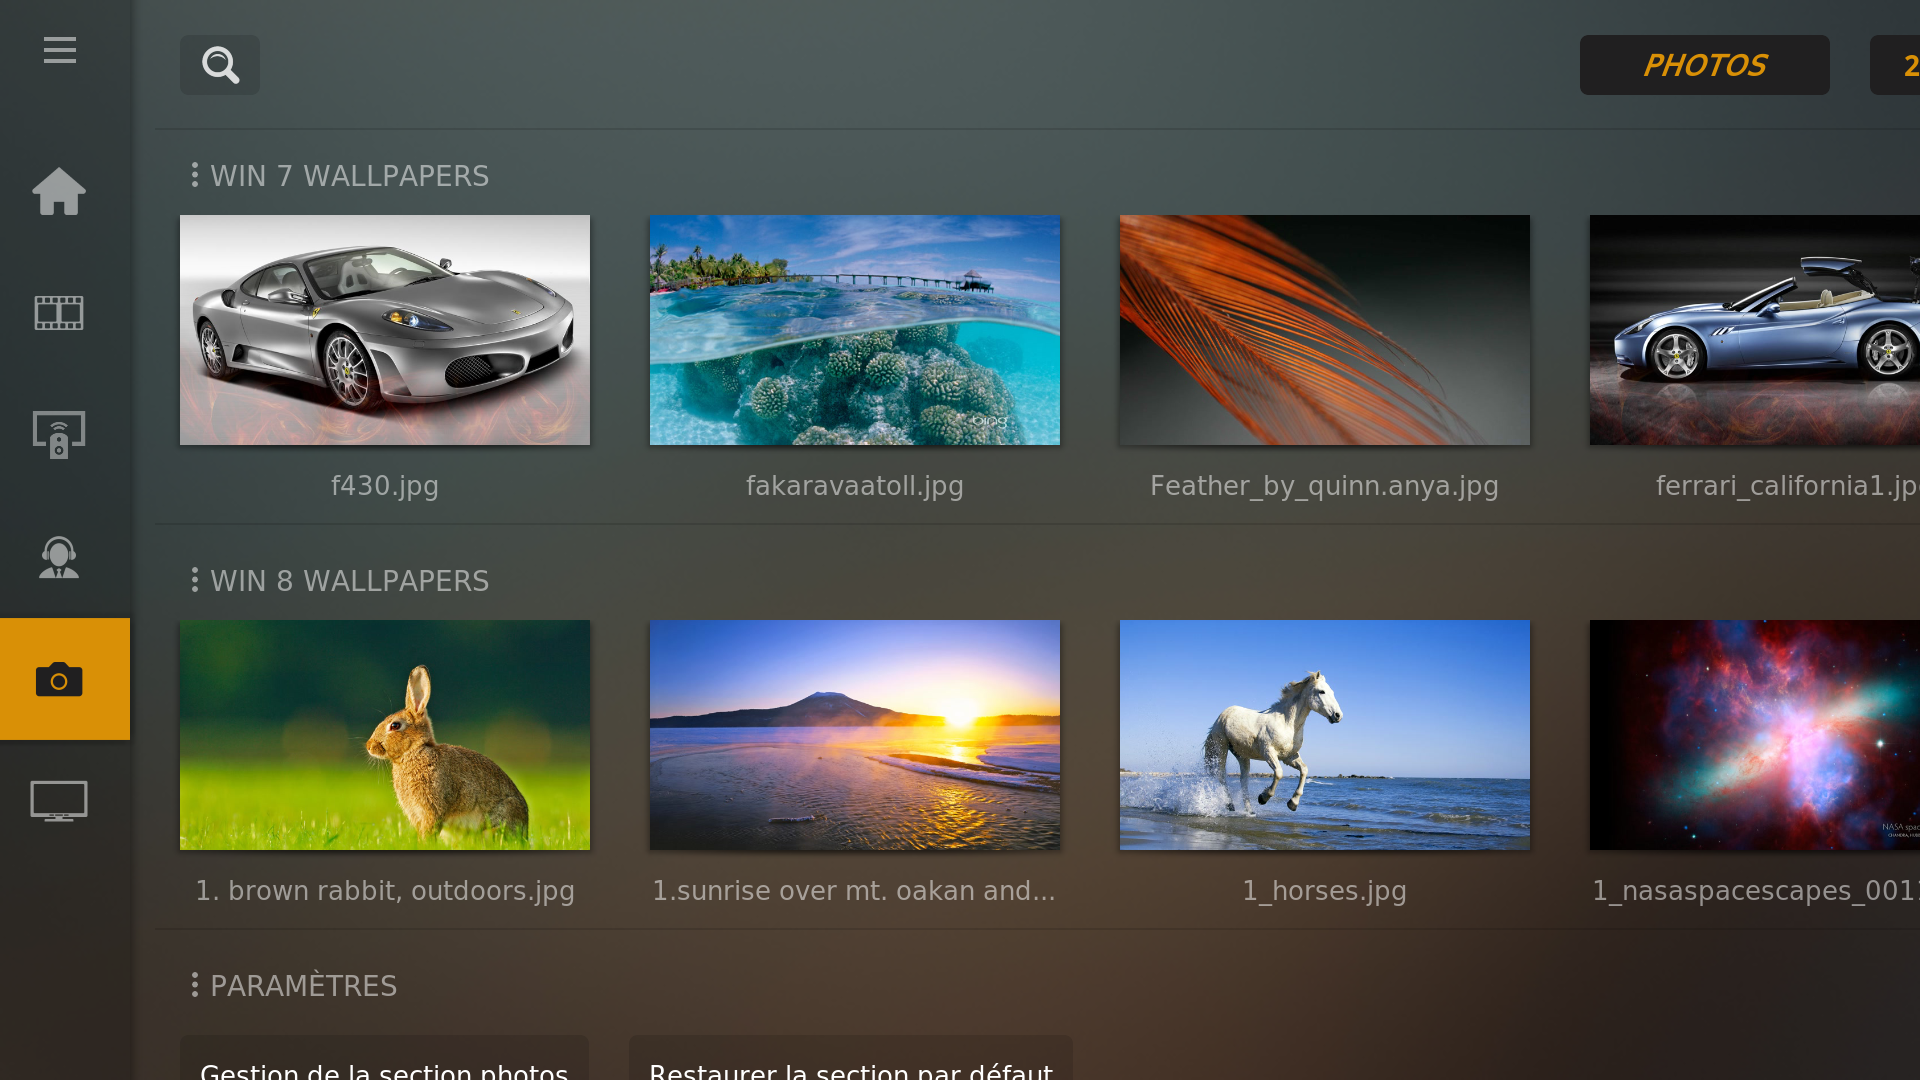 PHOTOS
2
WIN 7 WALLPAPERS
bing
f430.jpg
fakaravaatoll.jpg
Feather_by_quinn.anya.jpg
ferrari_california1.jp
WIN 8 WALLPAPERS
NASA spac
1. brown rabbit, outdoors.jpg
1.sunrise over mt. oakan and...
1_horses.jpg
1_nasaspacescapes_001
PARAMÈTRES
Gestion de la section photos
Restaurer la section par défaut